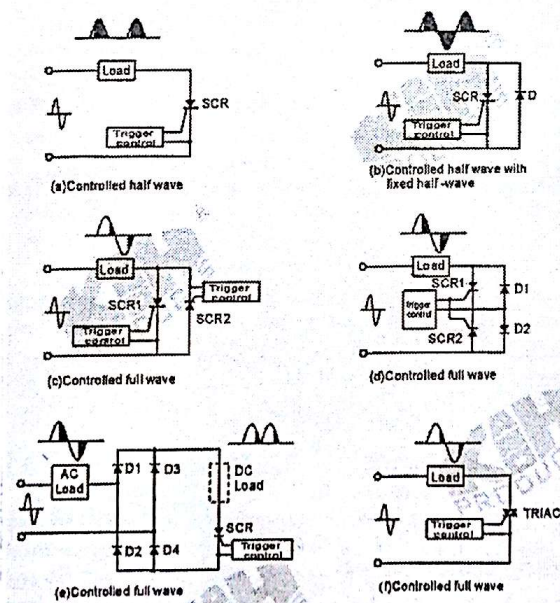 Load
SCR
Trigger
control
(a)Controlled half wave
Load
SCR
D
Trigger
control
(b)Controlled half wave with
fixed half-wave
Load
SCR1
Trigger
control
SCR2
Trigger
control
(c)Controlled full wave
Load
SCR1
D1
Trigger
control
SCR2
D2
(d)Controlled full wave
AC
Load
D1
D3
DC
Load
SCR
D2
D4
Trigger
control
(e)Controlled full wave
Load
TRIAC
Trigger
control
(f)Controlled full wave